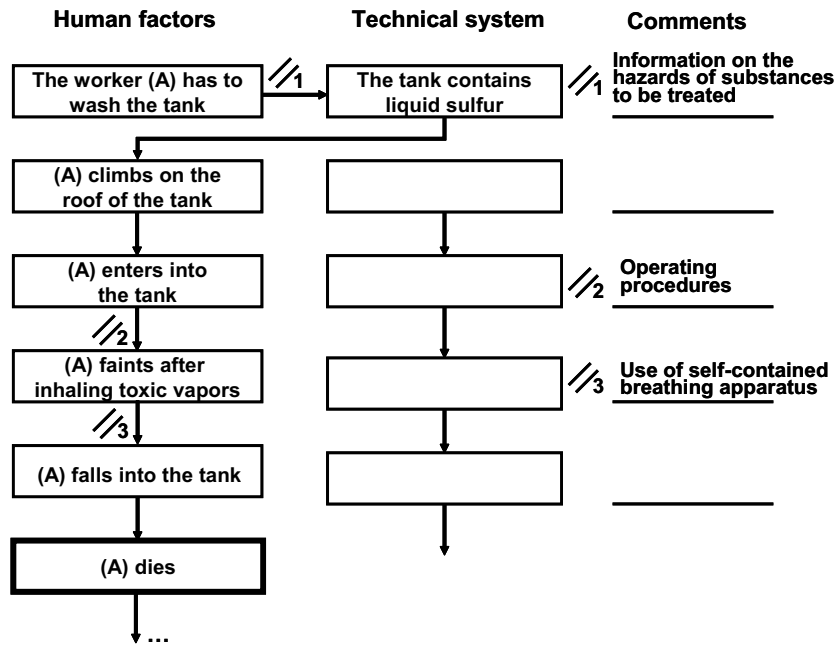 Human factors
Technical system
Comments
The worker (A) has to
wash the tank
1
The tank contains
liquid sulfur
1
Information on the
hazards of substances
to be treated
(A) climbs on the
roof of the tank
(A) enters into
the tank
2
Operating
procedures
2
(A) faints after
inhaling toxic vapors
3
Use of self-contained
breathing apparatus
3
(A) falls into the tank
(A) dies
...